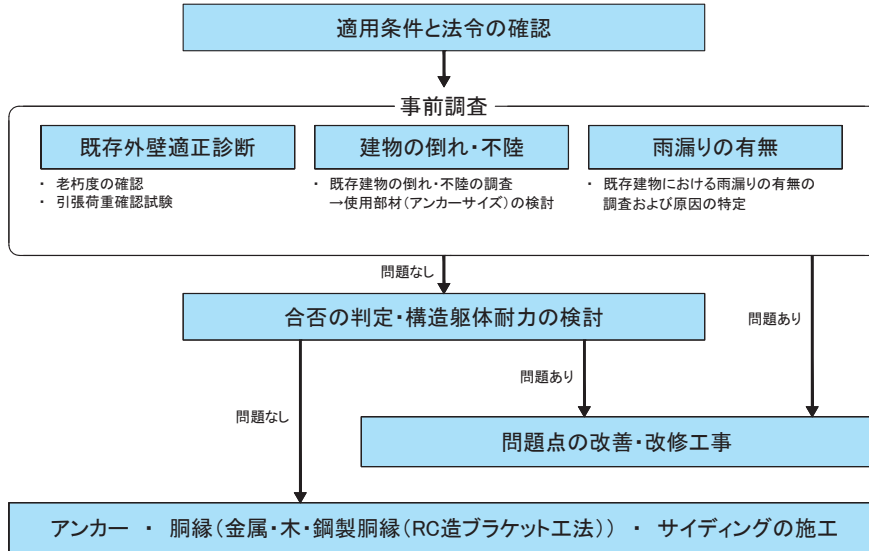 適用条件と法令の確認
事前調査
既存外壁適正診断
・ 老朽度の確認
・ 引張荷重確認試験
建物の倒れ・不陸
・ 既存建物の倒れ・不陸の調査
→使用部材(アンカーサイズ)の検討
雨漏りの有無
・ 既存建物における雨漏りの有無の
調査および原因の特定
問題なし
合否の判定・構造躯体耐力の検討
問題あり
問題あり
問題なし
問題点の改善・改修工事
アンカー ・ 胴縁(金属・木・鋼製胴縁(RC造ブラケット工法)) ・ サイディングの施工